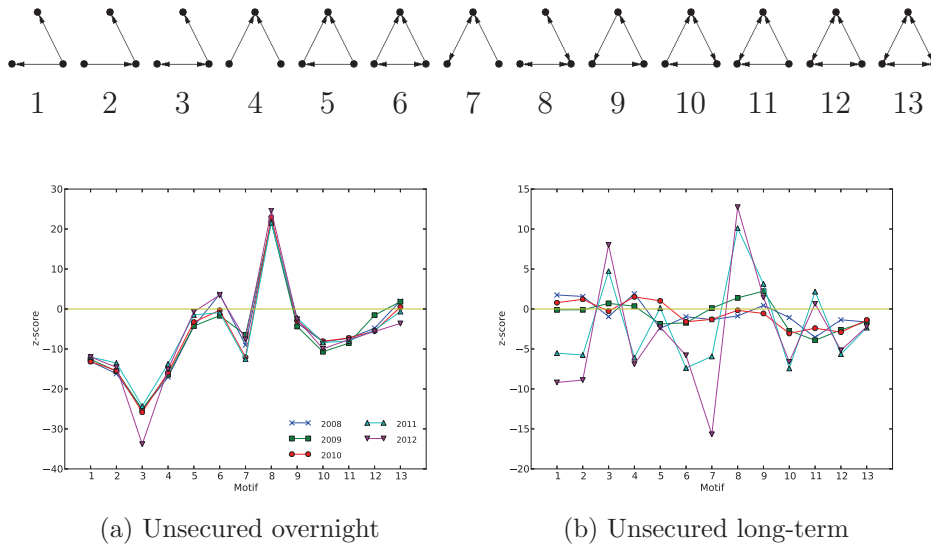 1 2 3 4 5 6 7 8 9 10 11 12 13
30
20
10
0
−10
−20
−30
−40
z-score
1 2 3 4 5 6 7 8 9 10 11 12 13
Motif
2008
2009
2010
2011
2012
(a) Unsecured overnight
15
10
5
0
−5
−10
−15
−20
z-score
1 2 3 4 5 6 7 8 9 10 11 12 13
Motif
(b) Unsecured long-term